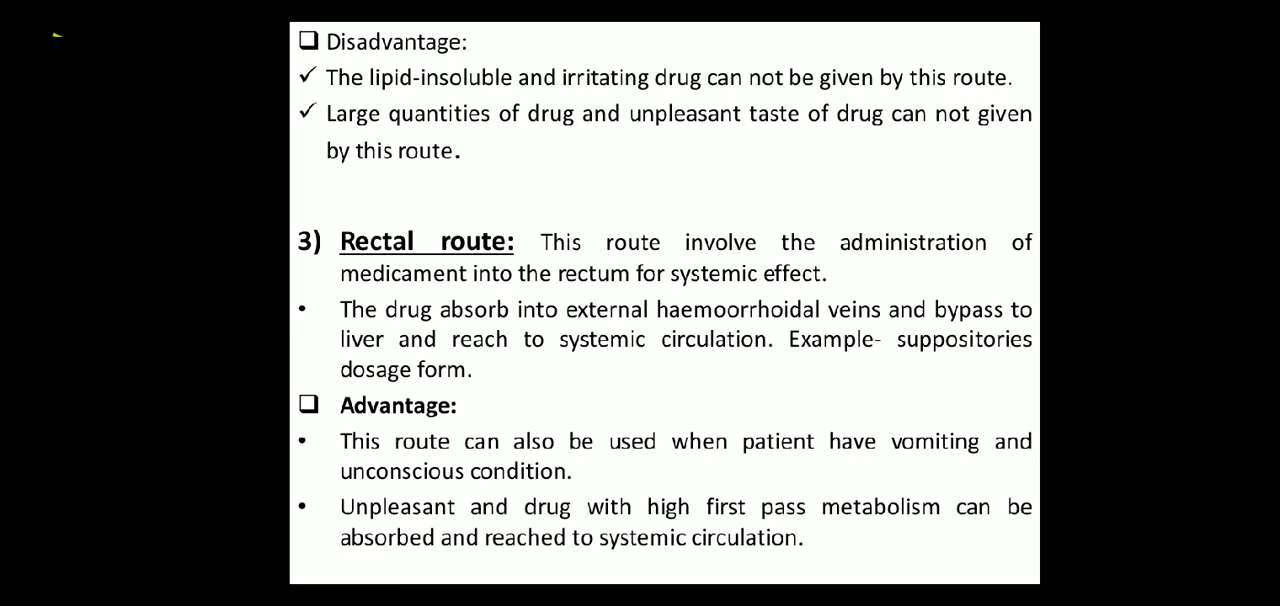 ❑ Disadvantage:
✓ The lipid-insoluble and irritating drug can not be given by this route.
✓ Large quantities of drug and unpleasant taste of drug can not given
by this route.
3) Rectal route: This route involve the administration of
medicament into the rectum for systemic effect.
• The drug absorb into external haemoorrhoidal veins and bypass to
liver and reach to systemic circulation. Example- suppositories
dosage form.
❑ Advantage:
• This route can also be used when patient have vomiting and
unconscious condition.
• Unpleasant and drug with high first pass metabolism can be
absorbed and reached to systemic circulation.